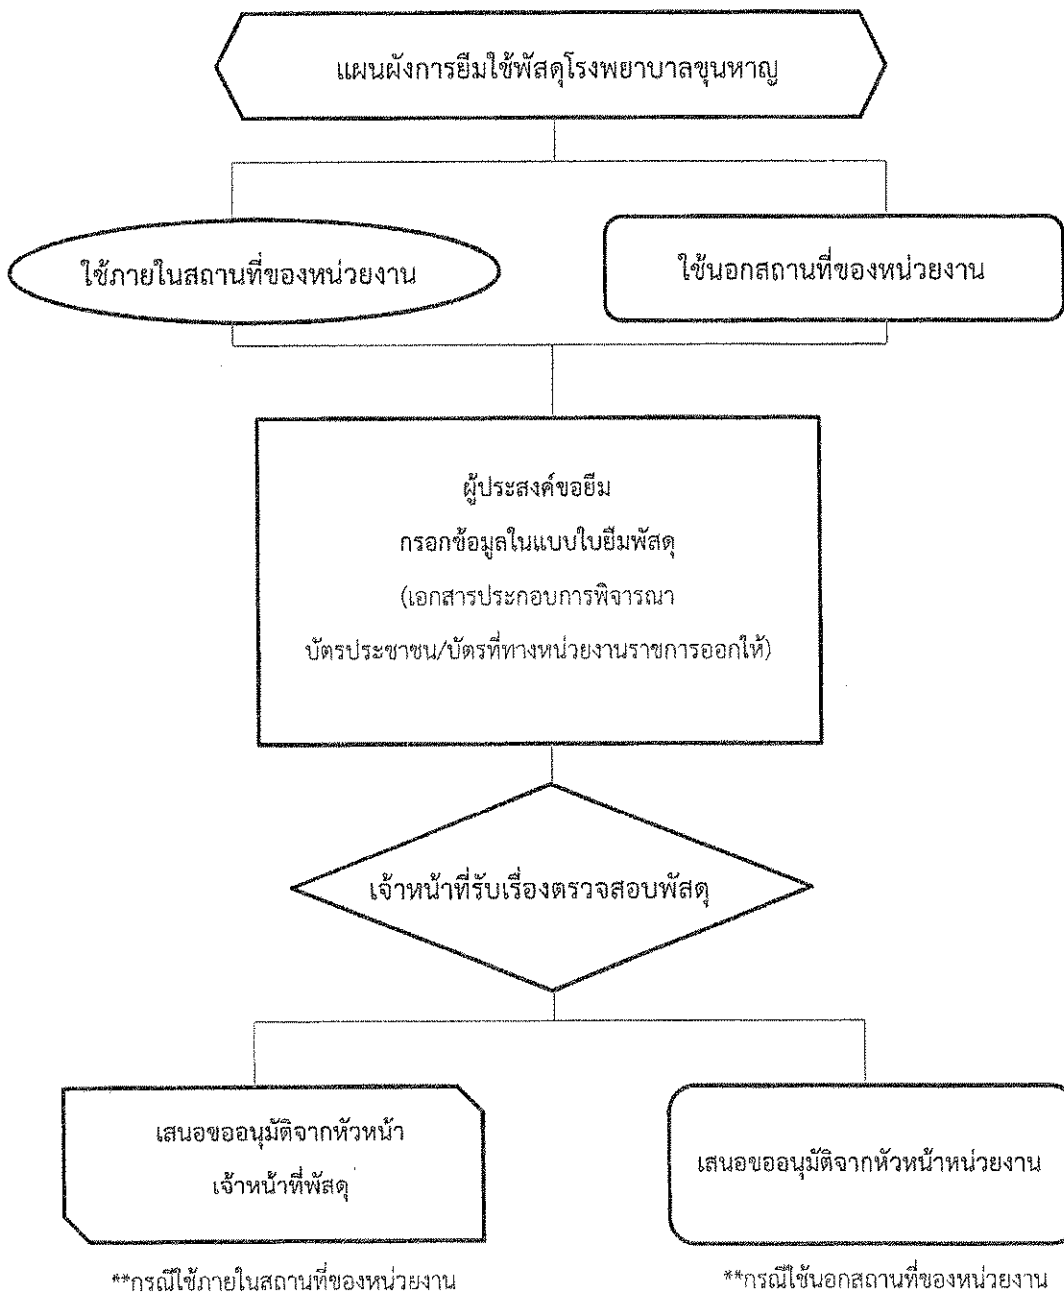 แผนผังการยืมใช้พัสดุโรงพยาบาลขุนหาญ
ใช้ภายในสถานที่ของหน่วยงาน
ใช้นอกสถานที่ของหน่วยงาน
ผู้ประสงค์ขอยืม
กรอกข้อมูลในแบบใบยืมพัสดุ
(เอกสารประกอบการพิจารณา
บัตรประชาชน/บัตรที่ทางหน่วยงานราชการออกให้)
เจ้าหน้าที่รับเรื่องตรวจสอบพัสดุ
เสนอขออนุมัติจากหัวหน้า
เจ้าหน้าที่พัสดุ
เสนอขออนุมัติจากหัวหน้าหน่วยงาน
**กรณีใช้ภายในสถานที่ของหน่วยงาน
**กรณีใช้นอกสถานที่ของหน่วยงาน